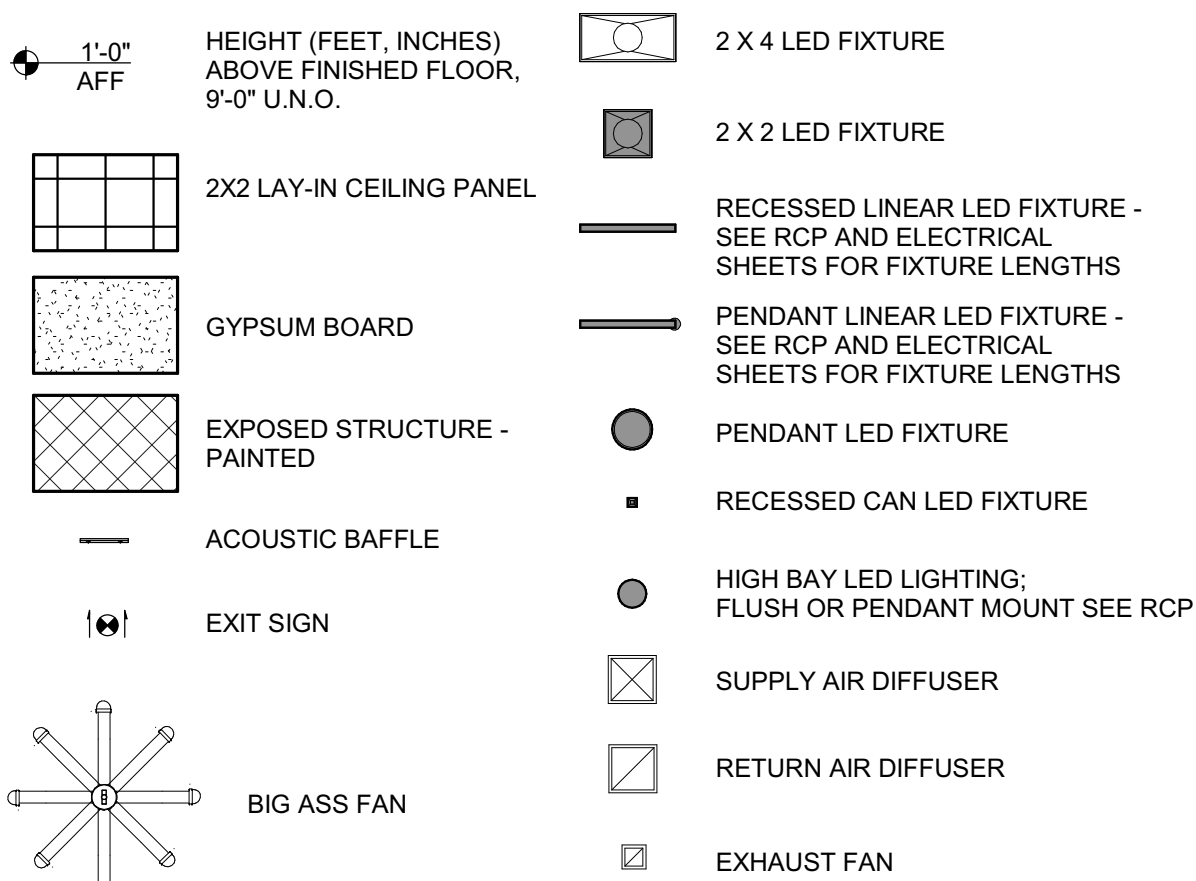 1'-0"
AFF
HEIGHT (FEET, INCHES)
ABOVE FINISHED FLOOR,
9'-0" U.N.O.
2X2 LAY-IN CEILING PANEL
GYPSUM BOARD
EXPOSED STRUCTURE -
PAINTED
ACOUSTIC BAFFLE
EXIT SIGN
BIG ASS FAN
2 X 4 LED FIXTURE
2 X 2 LED FIXTURE
RECESSED LINEAR LED FIXTURE -
SEE RCP AND ELECTRICAL
SHEETS FOR FIXTURE LENGTHS
PENDANT LINEAR LED FIXTURE -
SEE RCP AND ELECTRICAL
SHEETS FOR FIXTURE LENGTHS
PENDANT LED FIXTURE
RECESSED CAN LED FIXTURE
HIGH BAY LED LIGHTING;
FLUSH OR PENDANT MOUNT SEE RCP
SUPPLY AIR DIFFUSER
RETURN AIR DIFFUSER
EXHAUST FAN